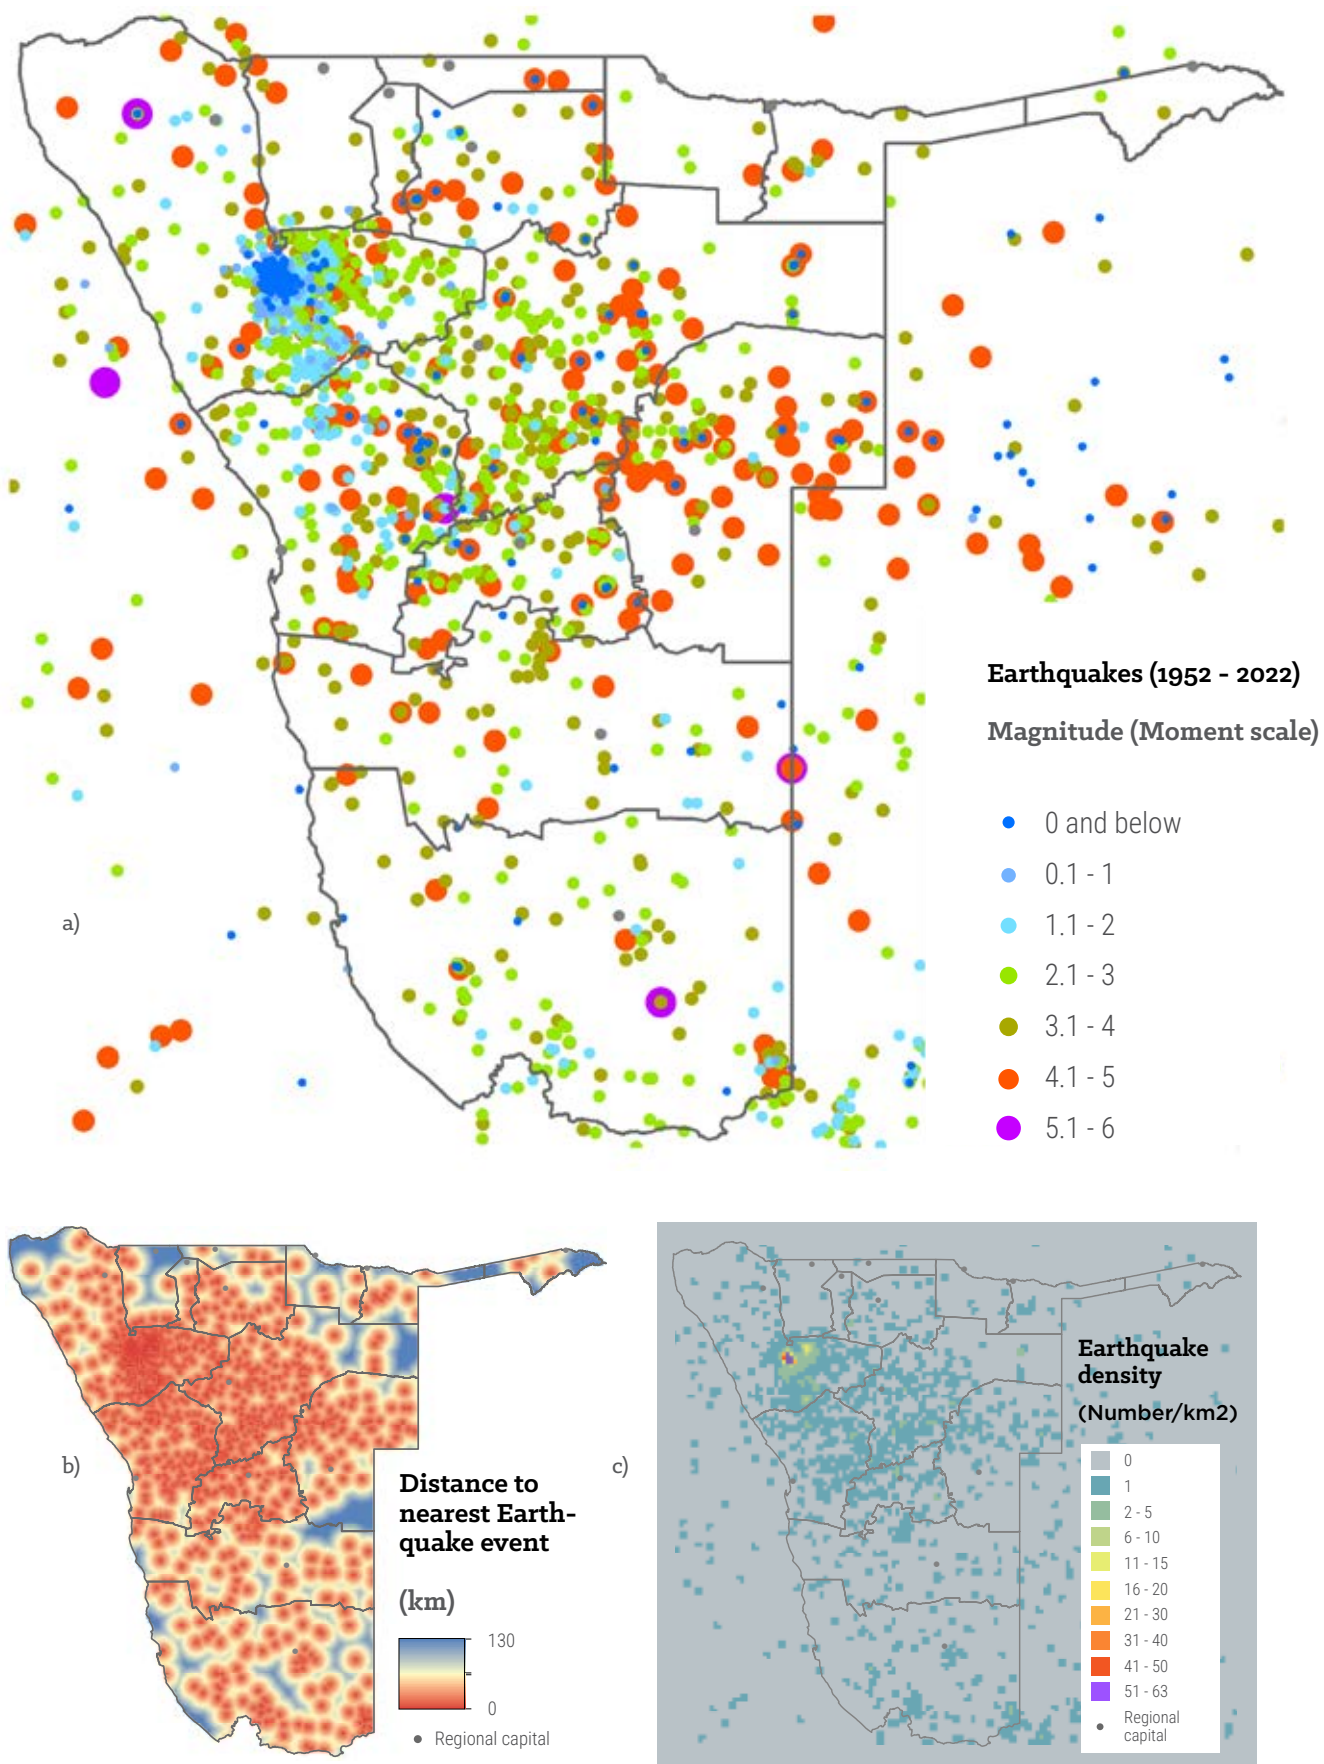 Earthquakes (1952 - 2022)
Magnitude (Moment scale)
0 and below
0.1 - 1
1.1 - 2
2.1 - 3
3.1 - 4
4.1 - 5
5.1 - 6
a)
b)
Distance to
nearest Earth-
quake event
(km)
130
0
Regional capital
c)
Earthquake
density
(Number/km2)
0
1
2 - 5
6 - 10
11 - 15
16 - 20
21 - 30
31 - 40
41 - 50
51 - 63
Regional
capital